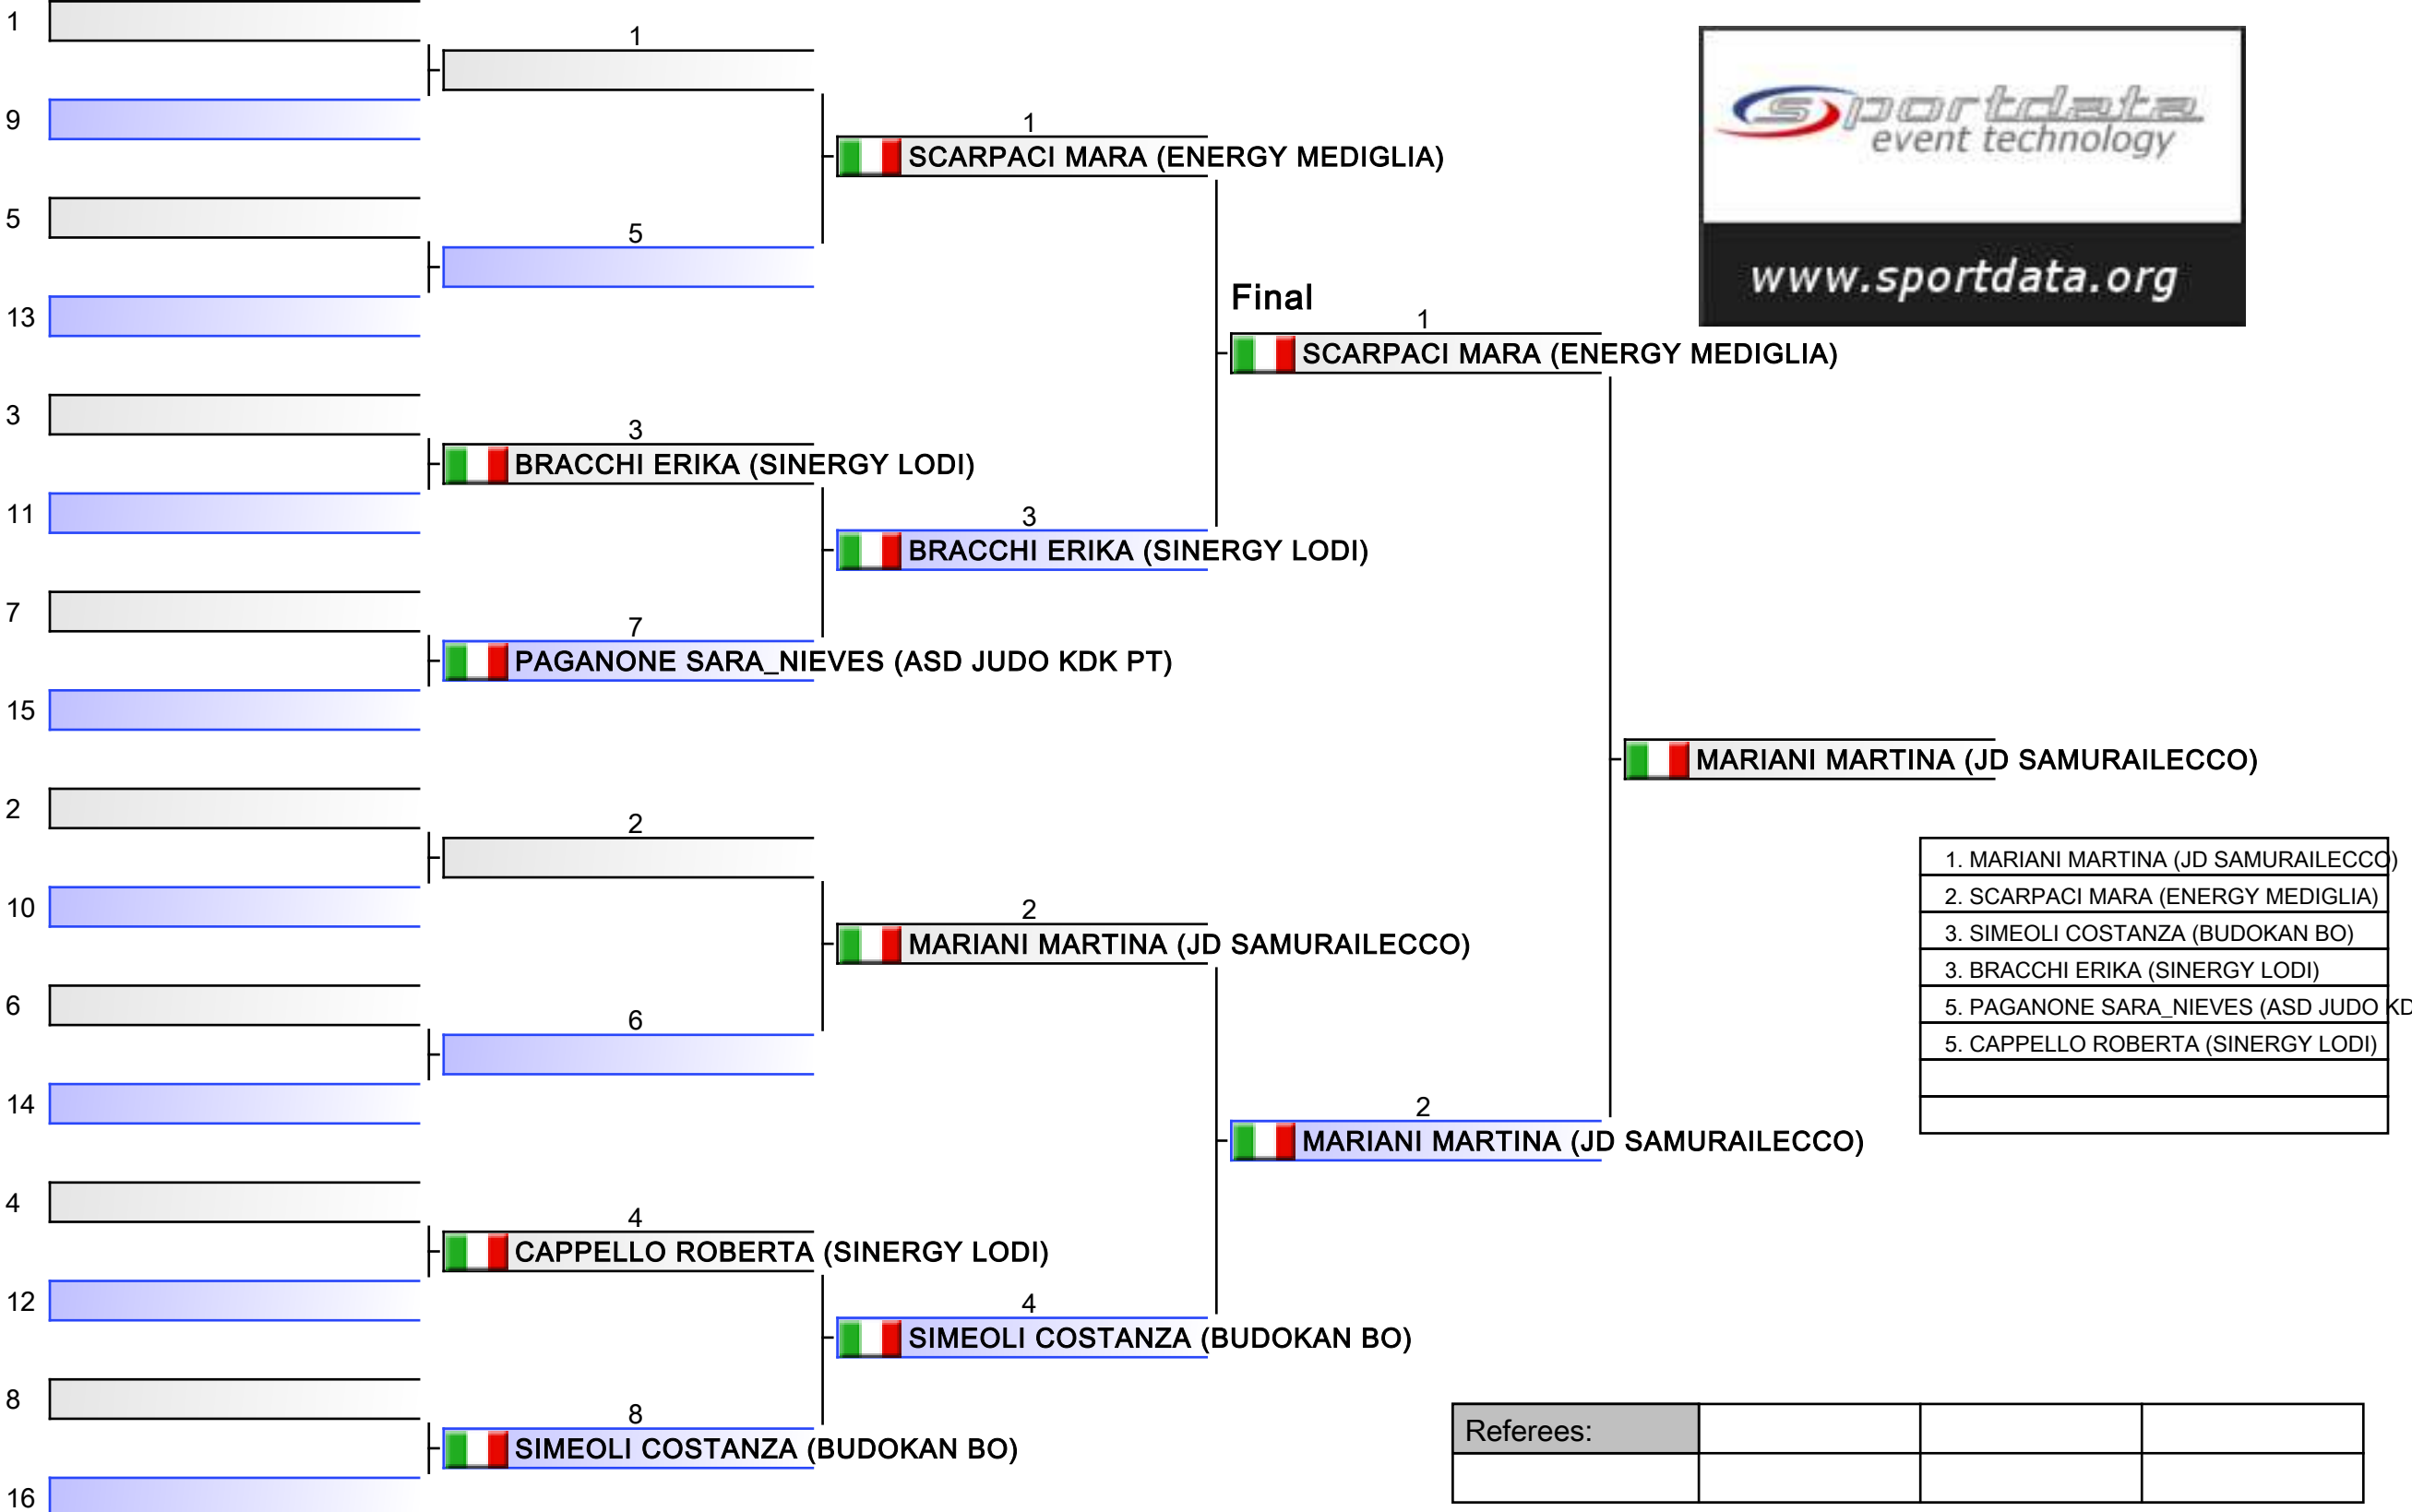 1
9
5
13
3
11
7
15
2
10
6
14
4
12
8
16
1
5
3
BRACCHI ERIKA (SINERGY LODI)
7
PAGANONE SARA_NIEVES (ASD JUDO KDK PT)
2
6
4
CAPPELLO ROBERTA (SINERGY LODI)
8
SIMEOLI COSTANZA (BUDOKAN BO)
1
SCARPACI MARA (ENERGY MEDIGLIA)
3
BRACCHI ERIKA (SINERGY LODI)
2
MARIANI MARTINA (JD SAMURAILECCO)
4
SIMEOLI COSTANZA (BUDOKAN BO)
Final
1
SCARPACI MARA (ENERGY MEDIGLIA)
2
MARIANI MARTINA (JD SAMURAILECCO)
MARIANI MARTINA (JD SAMURAILECCO)
sportdata
event technology
www.sportdata.org
1. MARIANI MARTINA (JD SAMURAILECCO)
2. SCARPACI MARA (ENERGY MEDIGLIA)
3. SIMEOLI COSTANZA (BUDOKAN BO)
3. BRACCHI ERIKA (SINERGY LODI)
5. PAGANONE SARA_NIEVES (ASD JUDO KD
5. CAPPELLO ROBERTA (SINERGY LODI)
Referees: